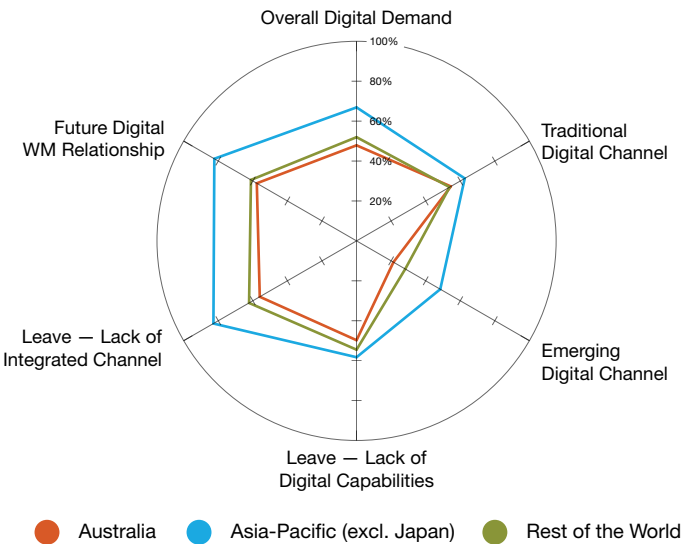 Overall Digital Demand
100%
80%
60%
40%
20%
Future Digital
WM Relationship
Traditional
Digital Channel
Leave — Lack of
Integrated Channel
Emerging
Digital Channel
Leave — Lack of
Digital Capabilities
Australia
Asia-Pacific (excl. Japan)
Rest of the World